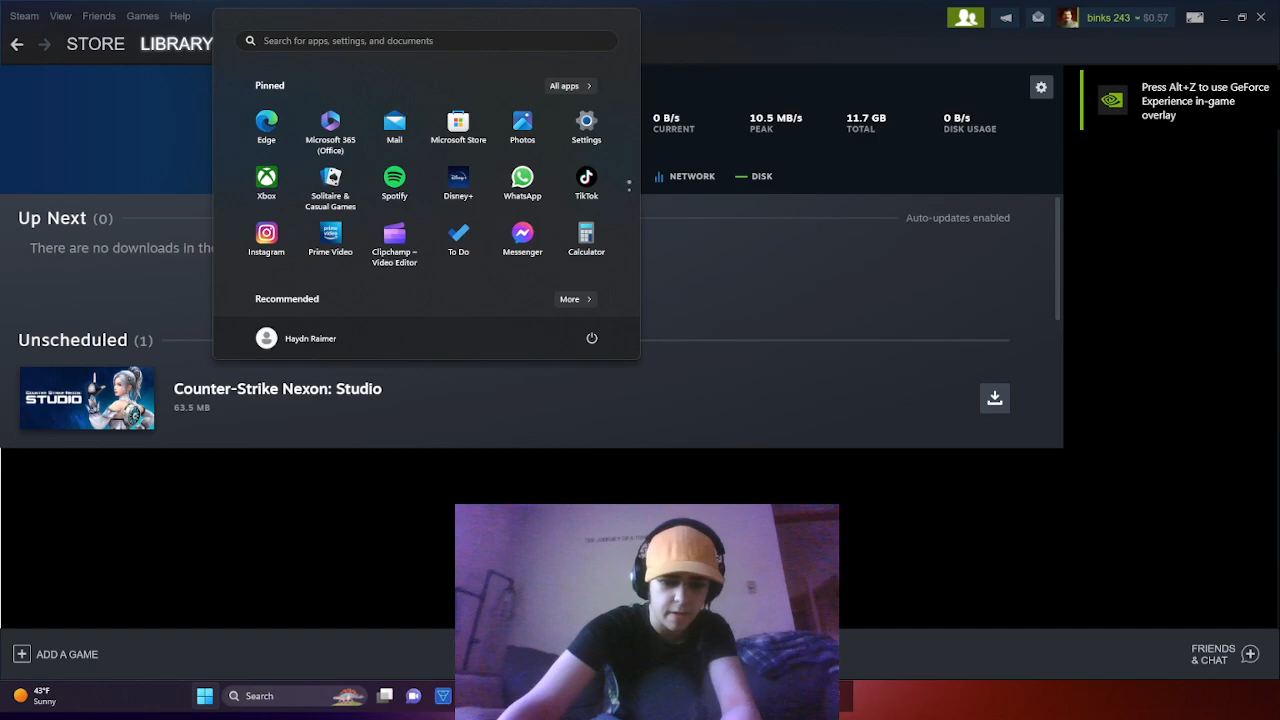 Steam View Friends Games Help
binks 243 $0.57
STORE LIBRARY
Search for apps, settings, and documents
Pinned
All apps >
Edge
Microsoft 365
(Office)
Mail
Microsoft Store
Photos
Settings
Xbox
Solitaire &
Casual Games
Spotify
Disney+
WhatsApp
TikTok
Instagram
Prime Video
Clipchamp –
Video Editor
To Do
Messenger
Calculator
Recommended
More >
Haydn Raimer
0 B/s
CURRENT
10.5 MB/s
PEAK
11.7 GB
TOTAL
0 B/s
DISK USAGE
NETWORK
DISK
Press Alt+Z to use GeForce
Experience in-game
overlay
Up Next (0)
Auto-updates enabled
There are no downloads in the
Unscheduled (1)
STUDIO
Counter-Strike Nexon: Studio
63.5 MB
ADD A GAME
FRIENDS
& CHAT
43°F
Sunny
Search